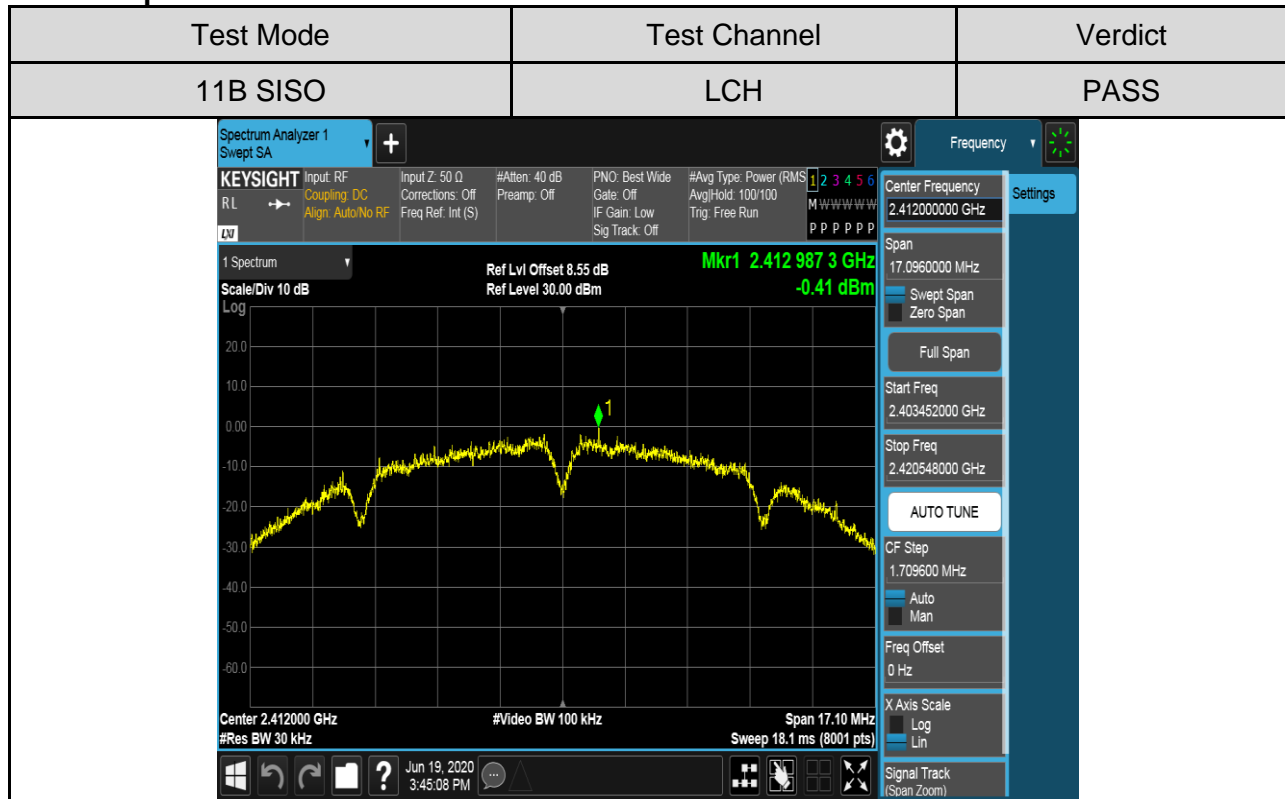 Test Mode Test Channel Verdict
11B SISO LCH PASS
Spectrum Analyzer 1
Swept SA
+
Frequency
KEYSIGHT
RL
LXI
Input: RF
Coupling: DC
Align: Auto/No RF
Input Z: 50 Ω
Corrections: Off
Freq Ref: Int (S)
#Atten: 40 dB
Preamp: Off
PNO: Best Wide
Gate: Off
IF Gain: Low
Sig Track: Off
#Avg Type: Power (RMS
Avg|Hold: 100/100
Trig: Free Run
1 2 3 4 5 6
M W W W W W
P P P P P P
1 Spectrum
Scale/Div 10 dB
Ref Lvl Offset 8.55 dB
Ref Level 30.00 dBm
Mkr1 2.412 987 3 GHz
-0.41 dBm
Log
20.0
10.0
0.00
-10.0
-20.0
-30.0
-40.0
-50.0
-60.0
1
Center 2.412000 GHz
#Res BW 30 kHz
#Video BW 100 kHz
Span 17.10 MHz
Sweep 18.1 ms (8001 pts)
Center Frequency
2.412000000 GHz
Settings
Span
17.0960000 MHz
Swept Span
Zero Span
Full Span
Start Freq
2.403452000 GHz
Stop Freq
2.420548000 GHz
AUTO TUNE
CF Step
1.709600 MHz
Auto
Man
Freq Offset
0 Hz
X Axis Scale
Log
Lin
Signal Track
(Span Zoom)
?
Jun 19, 2020
3:45:08 PM